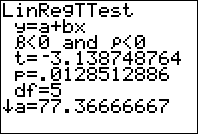 LinRegTTest
y=a+bx
β<0 and ρ<0
t=-3.138748764
p=.0128512886
df=5
↓a=77.36666667